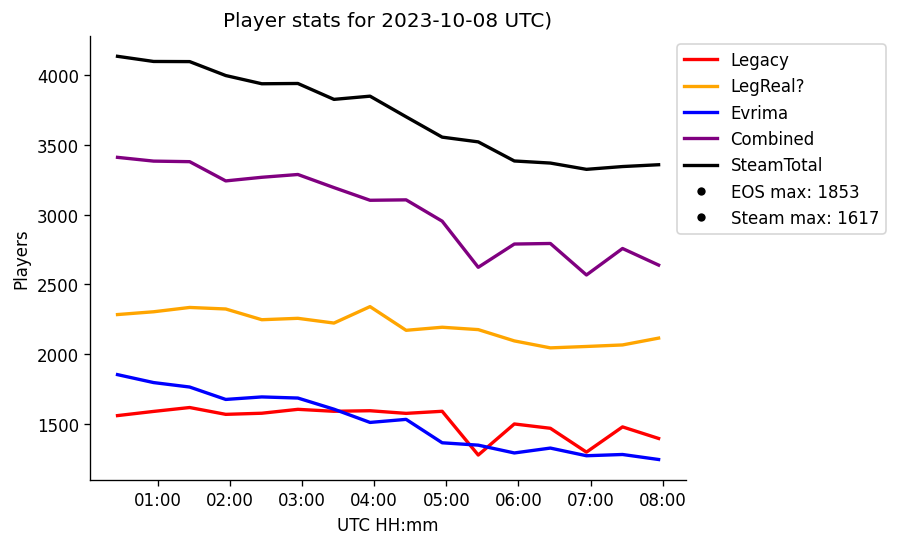 Player stats for 2023-10-08 UTC)
Legacy
LegReal?
Evrima
Combined
SteamTotal
EOS max: 1853
Steam max: 1617
Players
4000
3500
3000
2500
2000
1500
01:00 02:00 03:00 04:00 05:00 06:00 07:00 08:00
UTC HH:mm